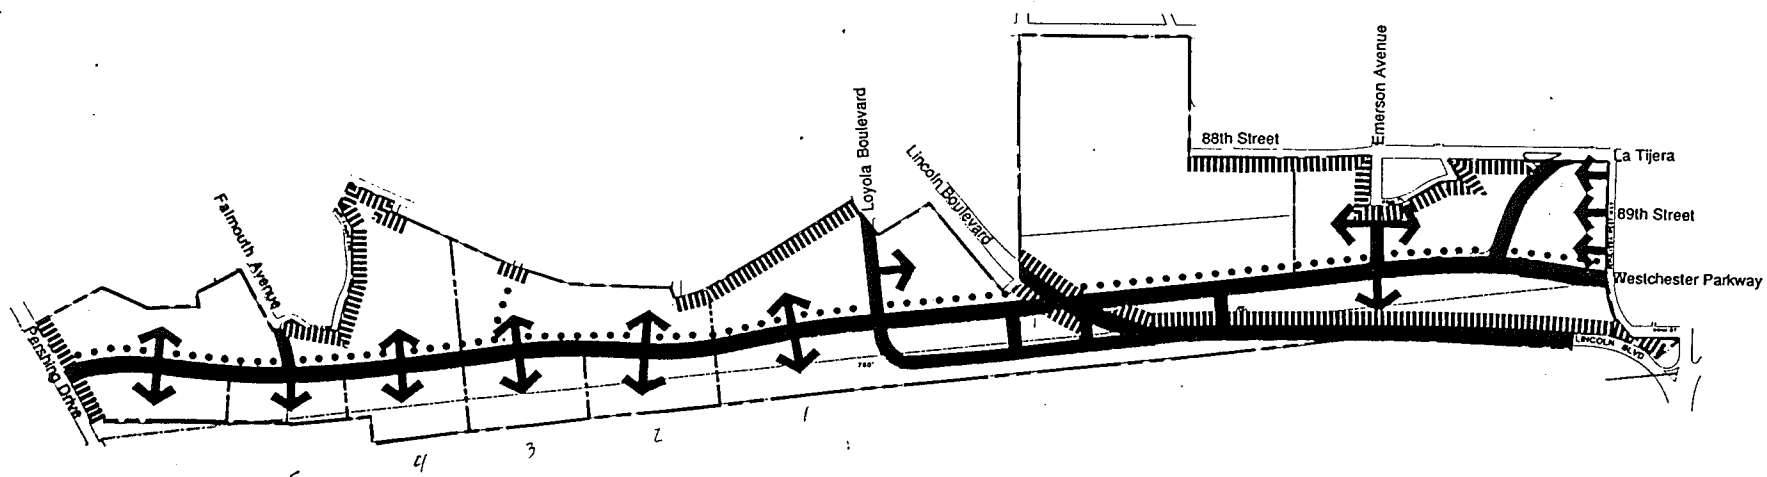 Emerson Avenue
Loyola Boulevard
88th Street
Lincoln Boulevard
La Tijera
Falmouth Avenue
89th Street
Westchester Parkway
Pershing Drive
LINCOLN BLVD
1
2
3
4